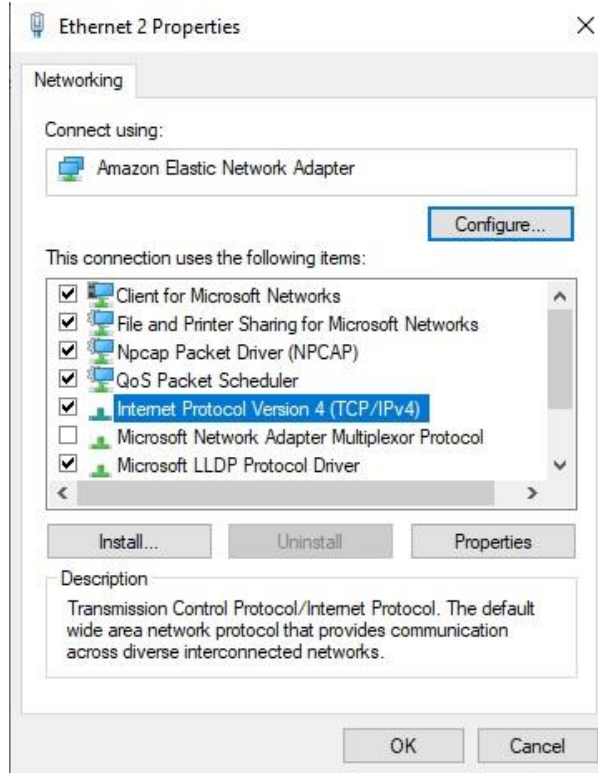 Ethernet 2 Properties
Networking
Connect using:
Amazon Elastic Network Adapter
Configure...
This connection uses the following items:
Client for Microsoft Networks
File and Printer Sharing for Microsoft Networks
Npcap Packet Driver (NPCAP)
QoS Packet Scheduler
Internet Protocol Version 4 (TCP/IPv4)
Microsoft Network Adapter Multiplexor Protocol
Microsoft LLDP Protocol Driver
Install... Uninstall Properties
Description
Transmission Control Protocol/Internet Protocol. The default
wide area network protocol that provides communication
across diverse interconnected networks.
OK Cancel